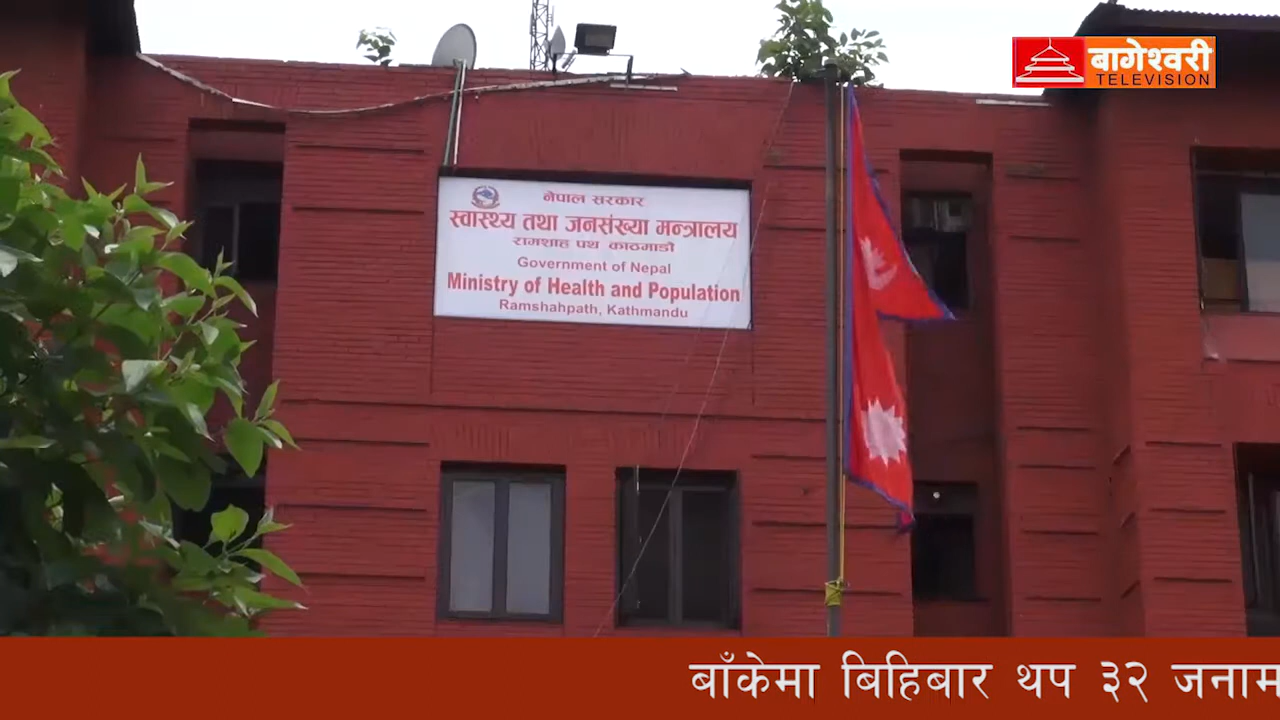 बागेश्वरी
TELEVISION
नेपाल सरकार
स्वास्थ्य तथा जनसंख्या मन्त्रालय
रामशाह पथ काठमाडौं
Government of Nepal
Ministry of Health and Population
Ramshahpath, Kathmandu
बाँकेमा बिहिबार थप ३२ जनाम